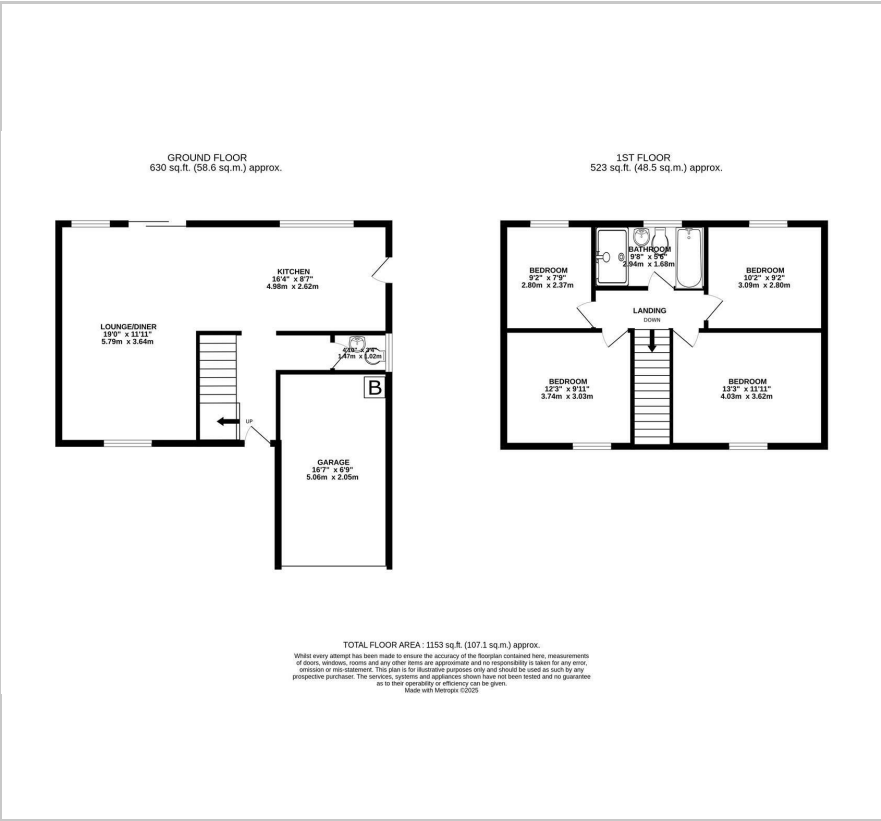 GROUND FLOOR
630 sq.ft. (58.6 sq.m.) approx.
1ST FLOOR
523 sq.ft. (48.5 sq.m.) approx.
KITCHEN
16'4" x 8'7"
4.98m x 2.62m
LOUNGE/DINER
19'0" x 11'11"
5.79m x 3.64m
4'10" x 3'4"
1.47m x 1.02m
B
UP
GARAGE
16'7" x 6'9"
5.06m x 2.05m
BEDROOM
9'2" x 7'9"
2.80m x 2.37m
BATHROOM
9'8" x 5'6"
2.94m x 1.68m
BEDROOM
10'2" x 9'2"
3.09m x 2.80m
LANDING
DOWN
BEDROOM
12'3" x 9'11"
3.74m x 3.03m
BEDROOM
13'3" x 11'11"
4.03m x 3.62m
TOTAL FLOOR AREA : 1153 sq.ft. (107.1 sq.m.) approx.
Whilst every attempt has been made to ensure the accuracy of the floorplan contained here, measurements
of doors, windows, rooms and any other items are approximate and no responsibility is taken for any error,
omission or mis-statement. This plan is for illustrative purposes only and should be used as such by any
prospective purchaser. The services, systems and appliances shown have not been tested and no guarantee
as to their operability or efficiency can be given.
Made with Metropix ©2025